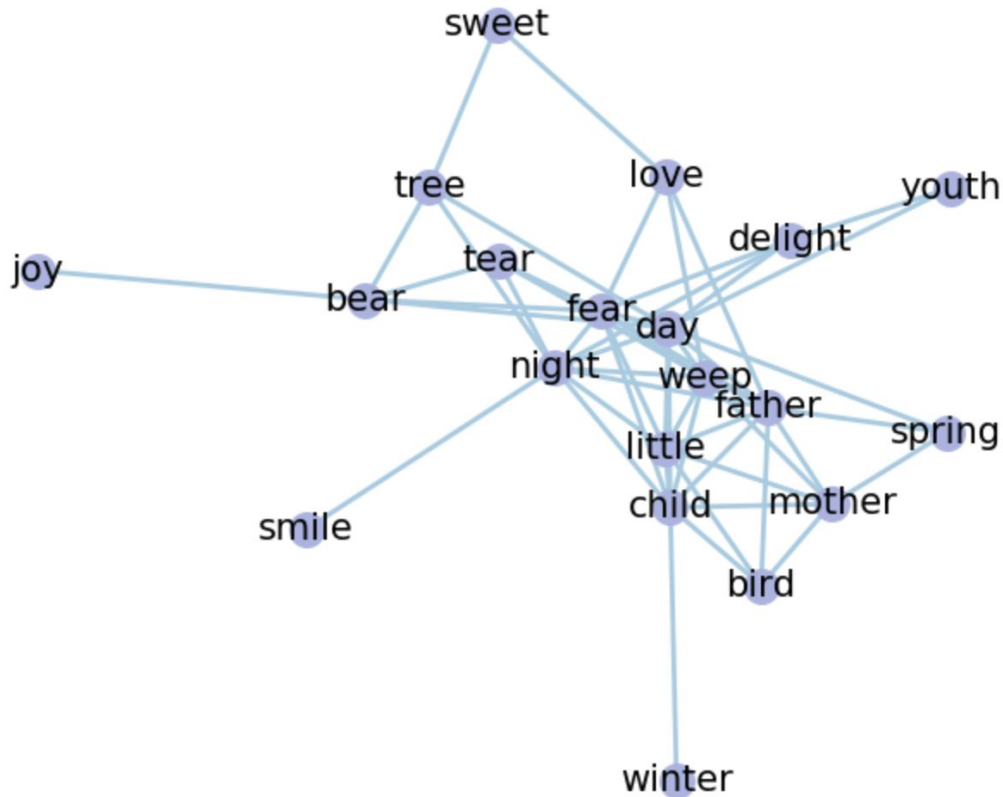 sweet
tree
love
youth
delight
tear
joy
bear
fear
day
night
weep
father
spring
little
child
mother
smile
bird
winter